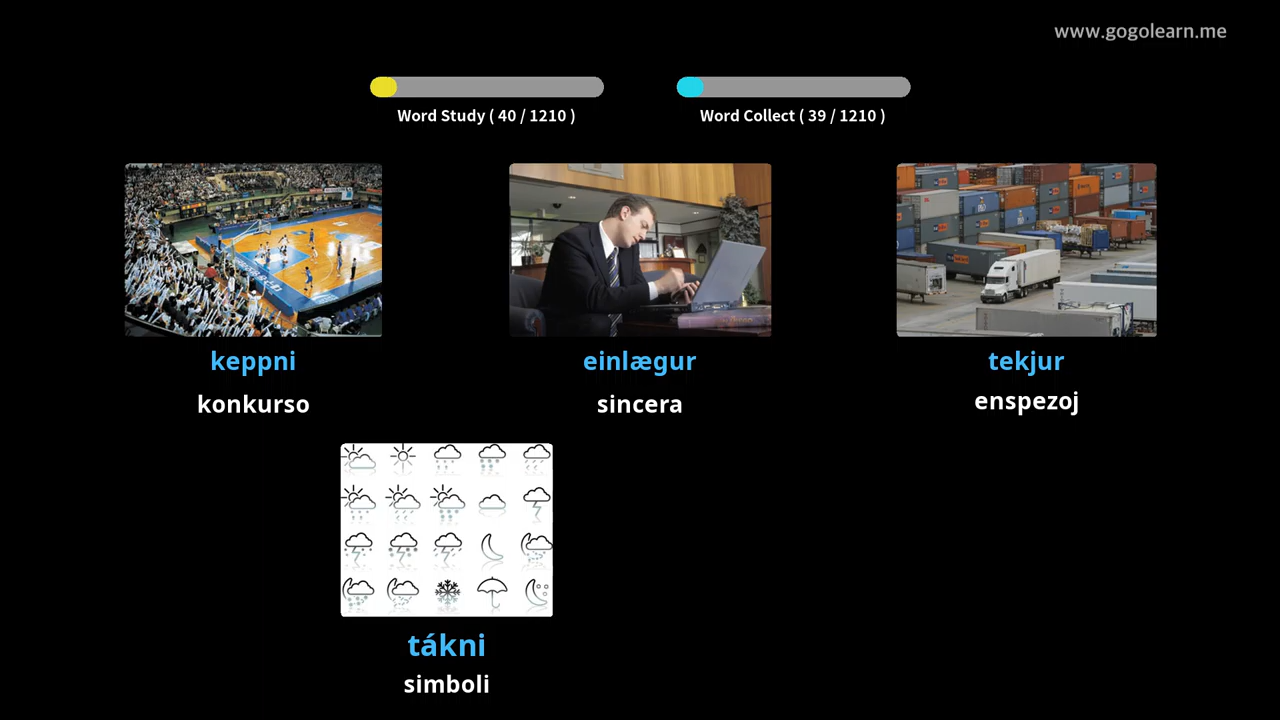 www.gogolearn.me
Word Study ( 40 / 1210 )
Word Collect ( 39 / 1210 )
keppni
einlægur
tekjur
konkurso
sincera
enspezoj
tákni
simboli